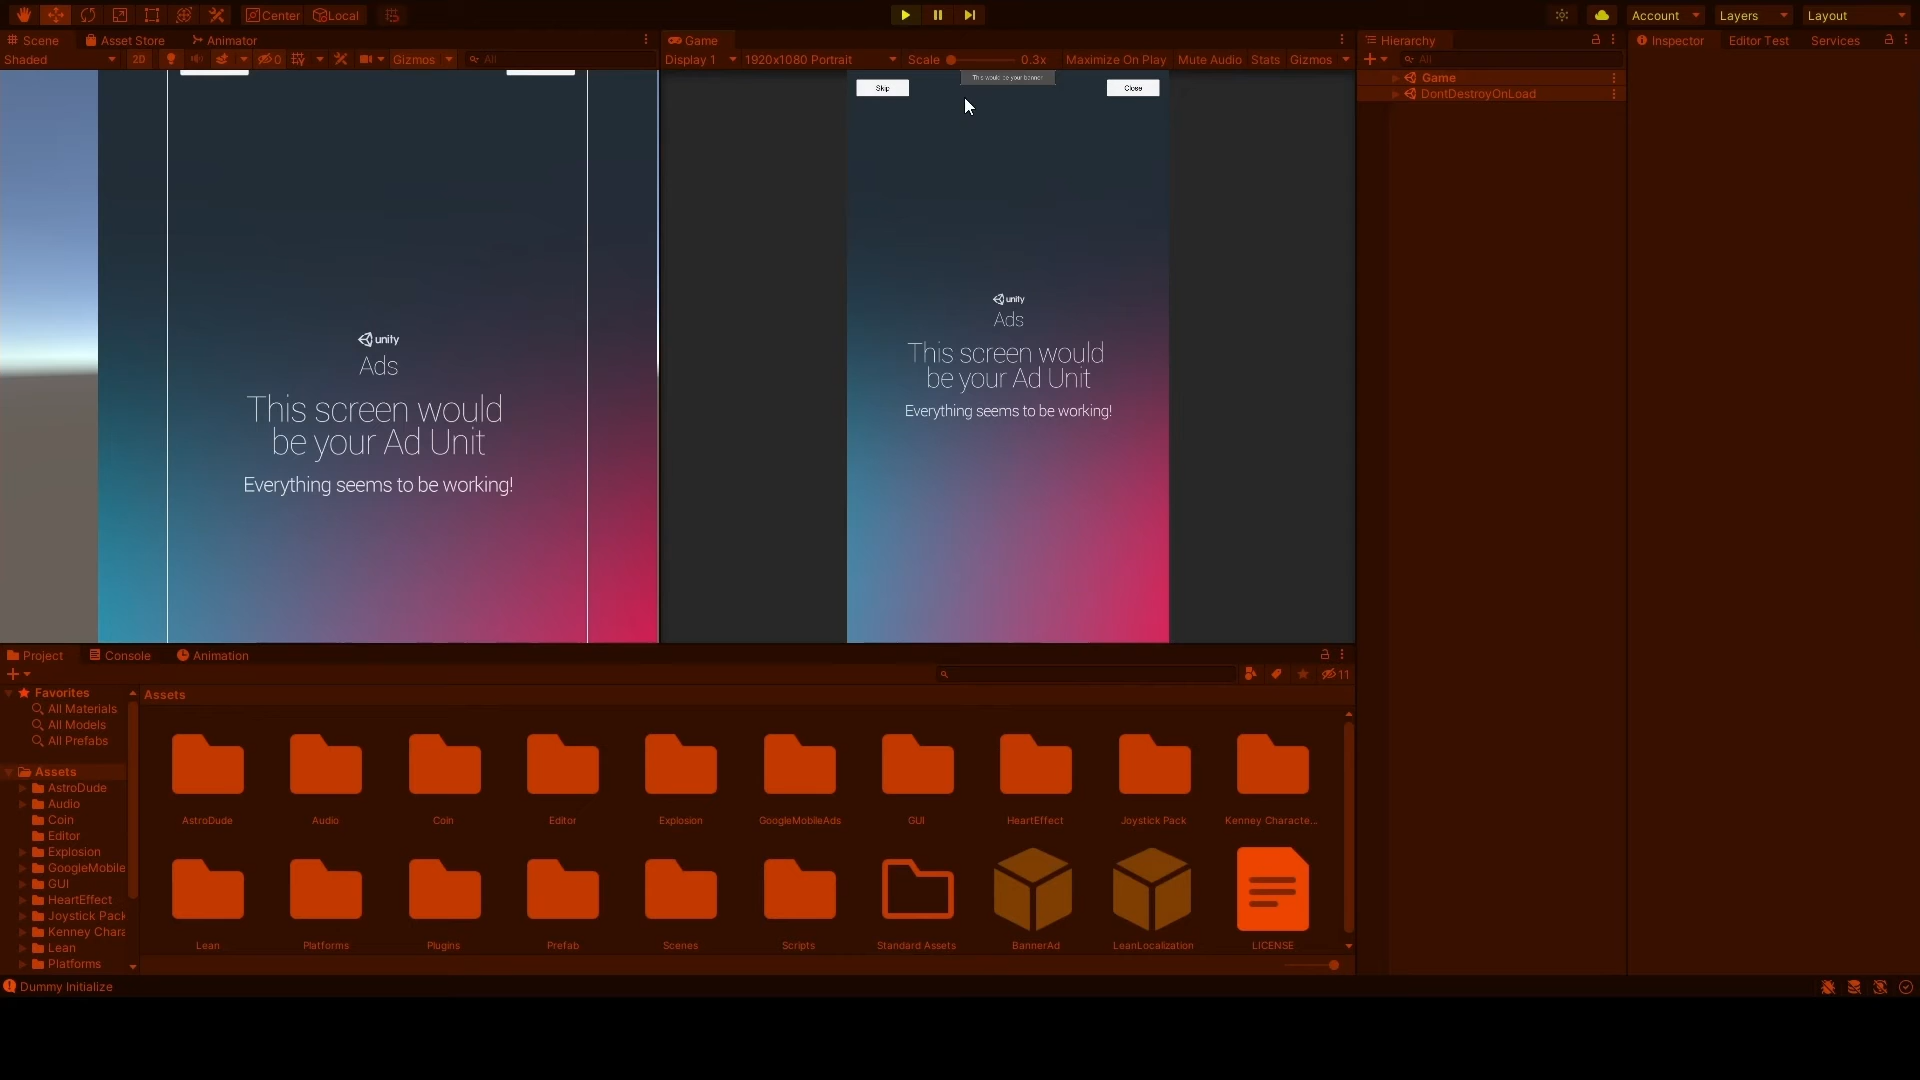 Center
Local
Account
Layers
Layout
Scene
Asset Store
Animator
Game
Hierarchy
Inspector
Editor Test
Services
Shaded
2D
0
Gizmos
All
Display 1
1920x1080 Portrait
Scale
0.3x
Maximize On Play
Mute Audio
Stats
Gizmos
All
Game
DontDestroyOnLoad
This would be your banner
Skip
Close
unity
Ads
This screen would
be your Ad Unit
Everything seems to be working!
unity
Ads
This screen would
be your Ad Unit
Everything seems to be working!
Project
Console
Animation
11
Favorites
All Materials
All Models
All Prefabs
Assets
AstroDude
Audio
Coin
Editor
Explosion
GoogleMobile
GUI
HeartEffect
Joystick Pack
Kenney Chara
Lean
Platforms
Assets
AstroDude
Audio
Coin
Editor
Explosion
GoogleMobileAds
GUI
HeartEffect
Joystick Pack
Kenney Characte...
Lean
Platforms
Plugins
Prefab
Scenes
Scripts
Standard Assets
BannerAd
LeanLocalization
LICENSE
Dummy Initialize